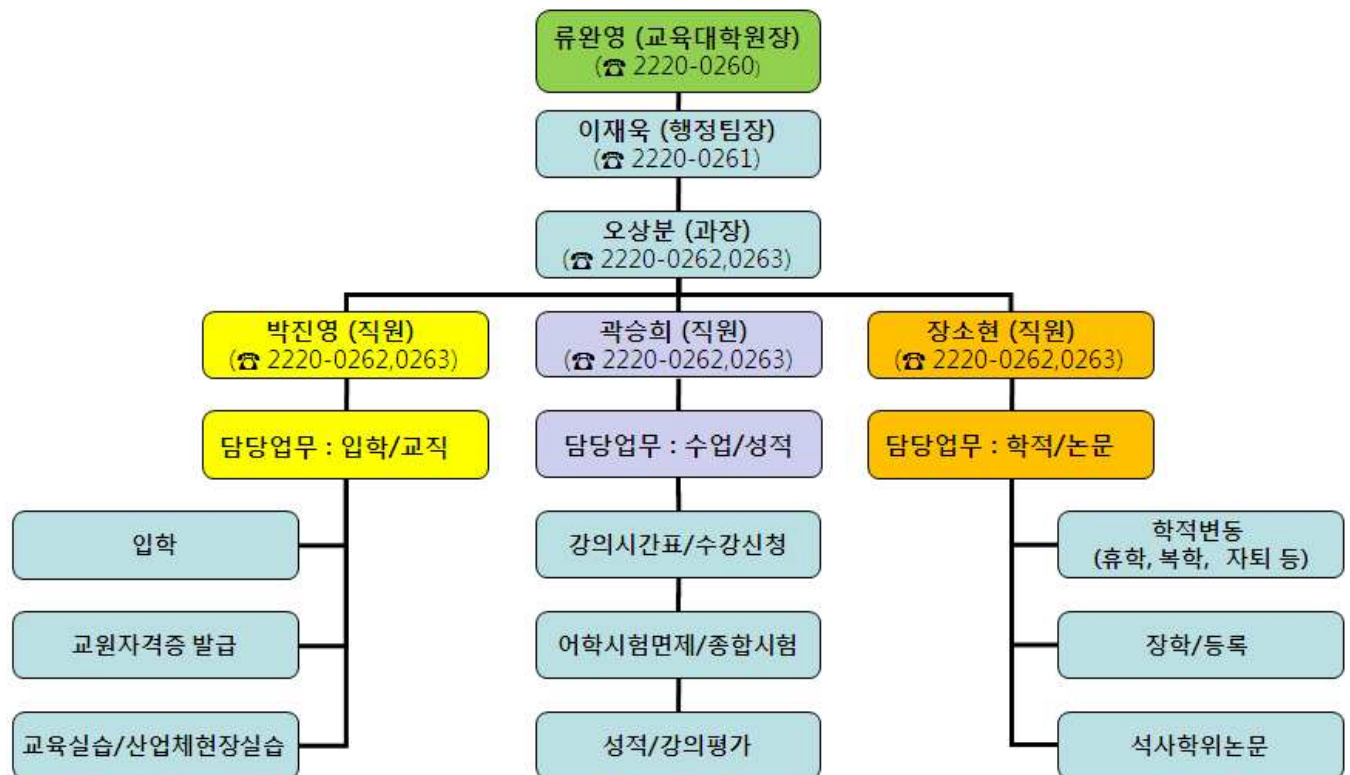 류완영 (교육대학원장)
(☎ 2220-0260)
이재욱 (행정팀장)
(☎ 2220-0261)
오상분 (과장)
(☎ 2220-0262,0263)
박진영 (직원)
(☎ 2220-0262,0263)
곽승희 (직원)
(☎ 2220-0262,0263)
장소현 (직원)
(☎ 2220-0262,0263)
담당업무 : 입학/교직
담당업무 : 수업/성적
담당업무 : 학적/논문
입학
강의시간표/수강신청
학적변동
(휴학, 복학, 자퇴 등)
교원자격증 발급
어학시험면제/종합시험
장학/등록
교육실습/산업체현장실습
성적/강의평가
석사학위논문